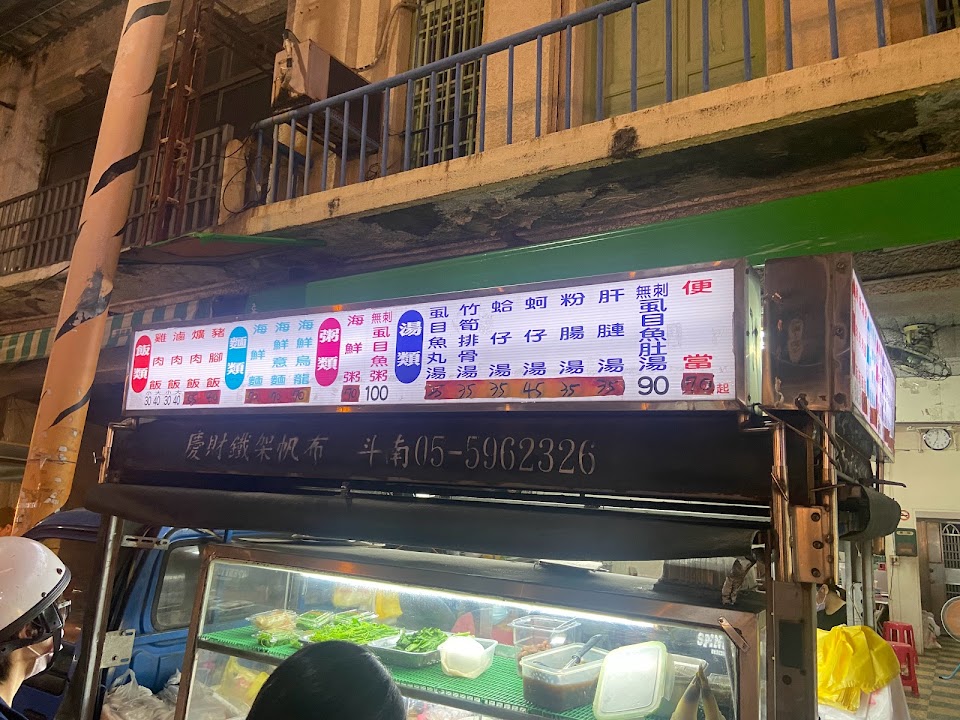 飯類
雞肉飯 30 40
滷肉飯 30 40
爌肉飯
豬腳飯
麵類
海鮮麵
海鮮意麵
海鮮烏龍
粥類
海鮮粥
無刺虱目魚粥 100
湯類
虱目魚丸湯 35
竹筍排骨湯 35
蛤仔湯 35
蚵仔湯 45
粉腸湯 35
肝腱湯 35
無刺虱目魚肚湯 90
便當 70起
慶財鐵架帆布 斗南05-5962326